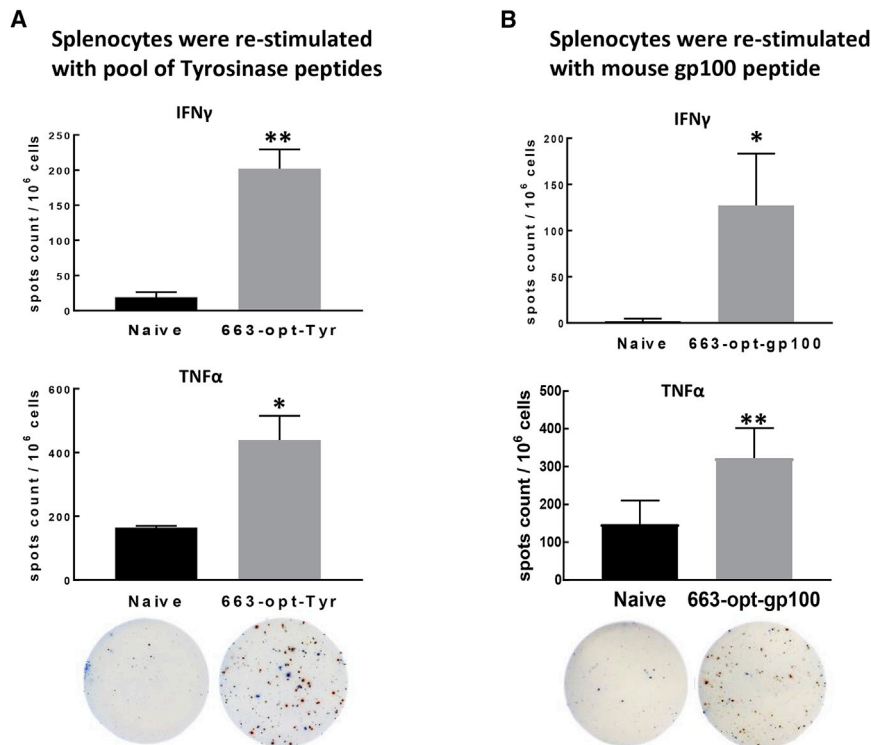 A
Splenocytes were re-stimulated
with pool of Tyrosinase peptides
IFNγ
spots count / 10⁶ cells
250
200
150
100
50
0
**
Naive 663-opt-Tyr
TNFα
spots count / 10⁶ cells
600
400
200
0
*
Naive 663-opt-Tyr
B
Splenocytes were re-stimulated
with mouse gp100 peptide
IFNγ
spots count / 10⁶ cells
200
150
100
50
0
*
Naive 663-opt-gp100
TNFα
spots count / 10⁶ cells
500
400
300
200
100
0
**
Naive 663-opt-gp100